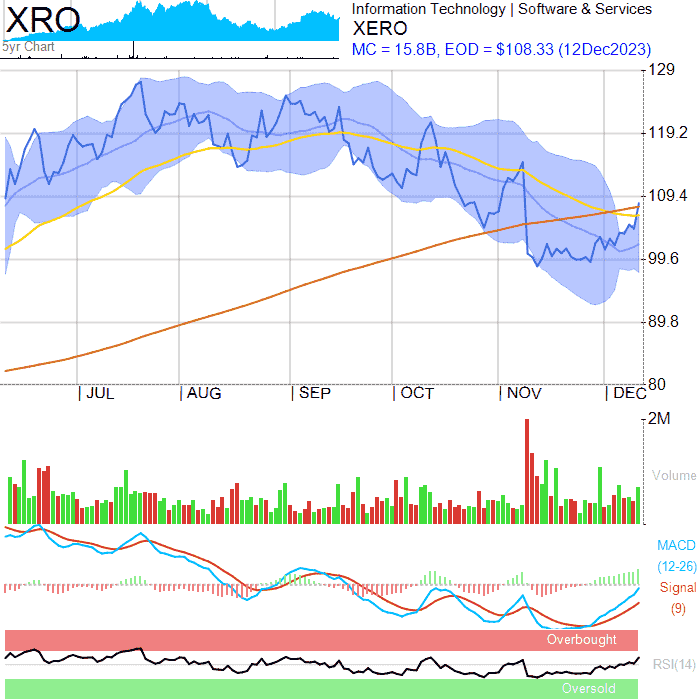 XRO
5yr Chart
Information Technology | Software & Services
XERO
MC = 15.8B, EOD = $108.33 (12Dec2023)
129
119.2
109.4
99.6
89.8
80
JUL
AUG
SEP
OCT
NOV
DEC
2M
Volume
MACD
(12-26)
Signal
(9)
Overbought
RSI(14)
Oversold